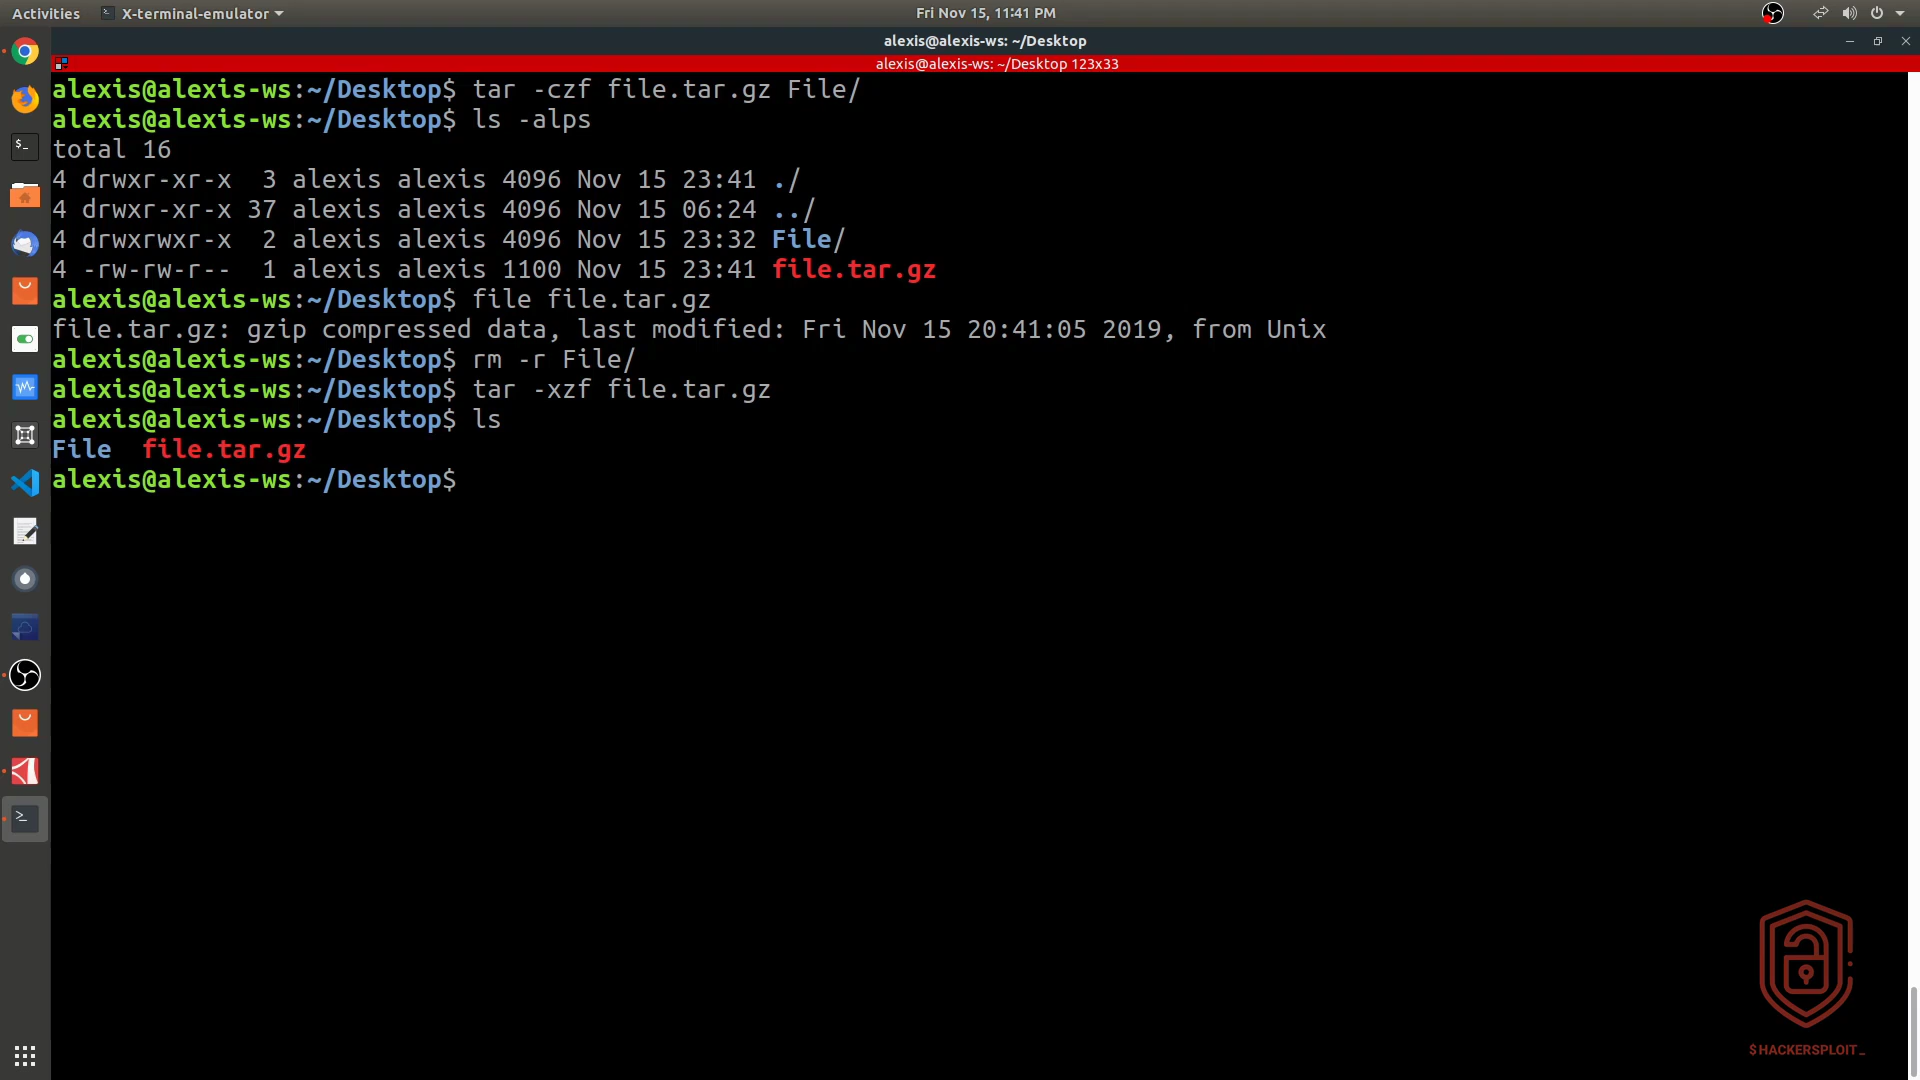 Activities X-terminal-emulator Fri Nov 15, 11:41 PM
alexis@alexis-ws: ~/Desktop
alexis@alexis-ws: ~/Desktop 123x33
alexis@alexis-ws:~/Desktop$ tar -czf file.tar.gz File/
alexis@alexis-ws:~/Desktop$ ls -alps
total 16
4 drwxr-xr-x  3 alexis alexis 4096 Nov 15 23:41 ./
4 drwxr-xr-x 37 alexis alexis 4096 Nov 15 06:24 ../
4 drwxrwxr-x  2 alexis alexis 4096 Nov 15 23:32 File/
4 -rw-rw-r--  1 alexis alexis 1100 Nov 15 23:41 file.tar.gz
alexis@alexis-ws:~/Desktop$ file file.tar.gz
file.tar.gz: gzip compressed data, last modified: Fri Nov 15 20:41:05 2019, from Unix
alexis@alexis-ws:~/Desktop$ rm -r File/
alexis@alexis-ws:~/Desktop$ tar -xzf file.tar.gz
alexis@alexis-ws:~/Desktop$ ls
File  file.tar.gz
alexis@alexis-ws:~/Desktop$
$HACKERSPLOIT_